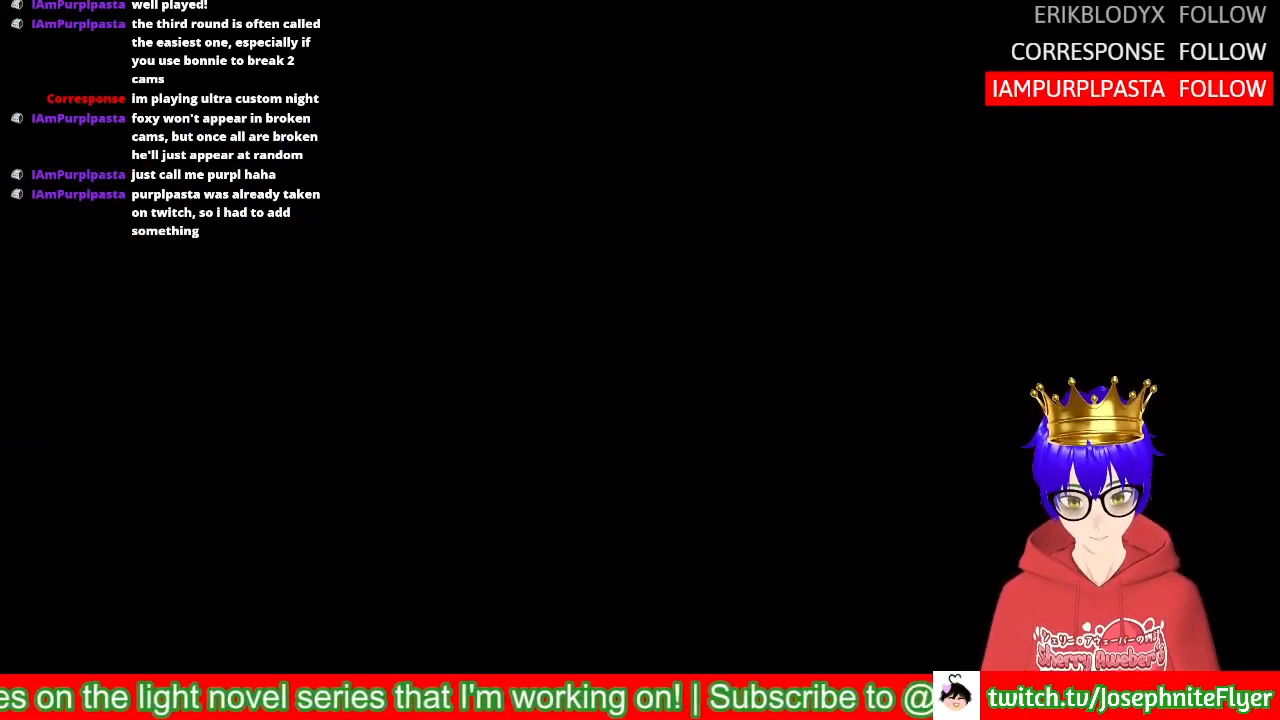 IAmPurplpasta well played!
IAmPurplpasta the third round is often called
the easiest one, especially if
you use bonnie to break 2
cams
Corresponse im playing ultra custom night
IAmPurplpasta foxy won't appear in broken
cams, but once all are broken
he'll just appear at random
IAmPurplpasta just call me purpl haha
IAmPurplpasta purplpasta was already taken
on twitch, so i had to add
something
ERIKBLODYX FOLLOW
CORRESPONSE FOLLOW
IAMPURPLPASTA FOLLOW
Sherry Aweberg
es on the light novel series that I'm working on! | Subscribe to @
twitch.tv/JosephniteFlyer